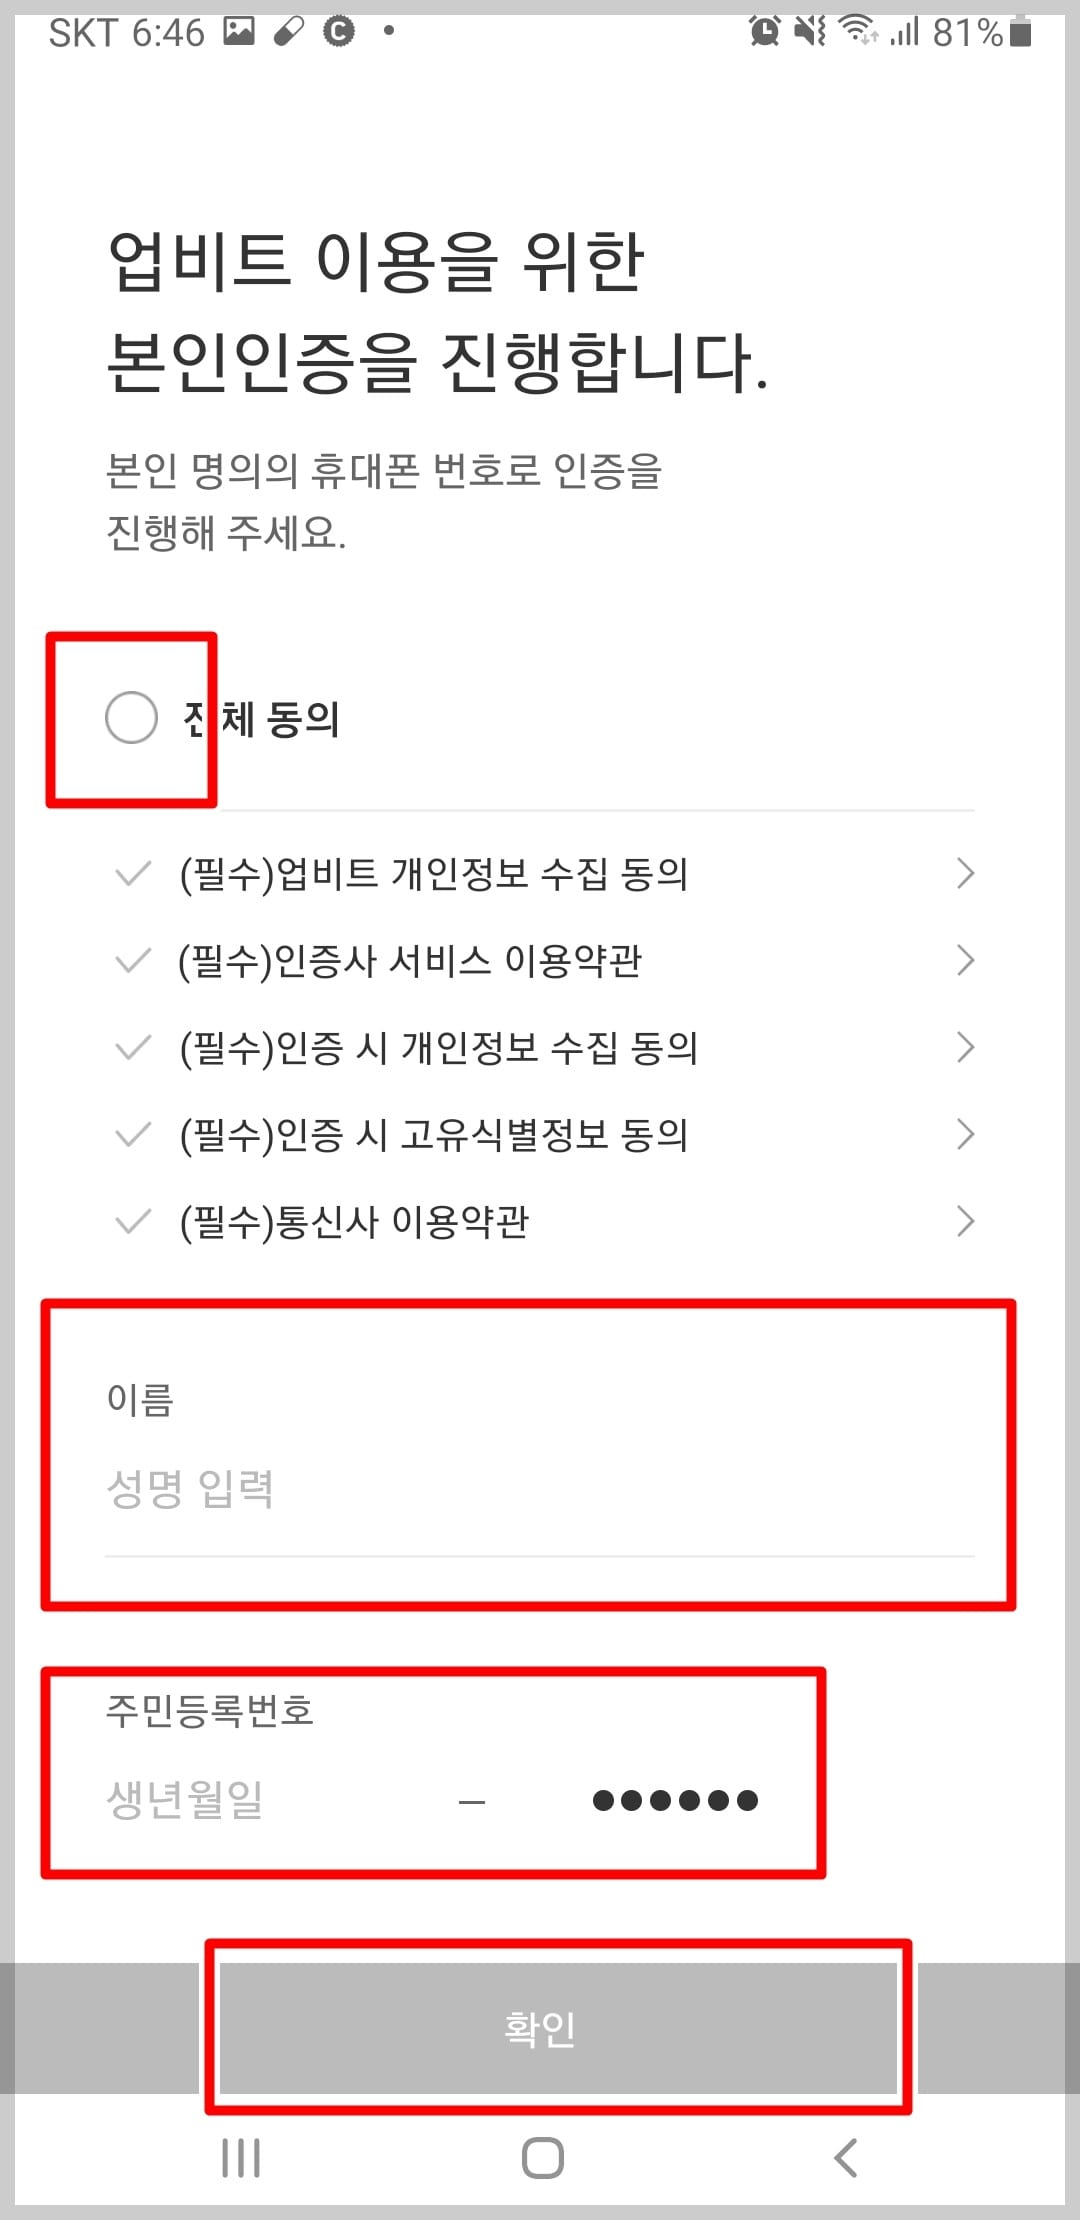 SKT 6:46 81%
업비트 이용을 위한
본인인증을 진행합니다.
본인 명의의 휴대폰 번호로 인증을
진행해 주세요.
전체 동의
(필수)업비트 개인정보 수집 동의
(필수)인증사 서비스 이용약관
(필수)인증 시 개인정보 수집 동의
(필수)인증 시 고유식별정보 동의
(필수)통신사 이용약관
이름
성명 입력
주민등록번호
생년월일 – ●●●●●●
확인